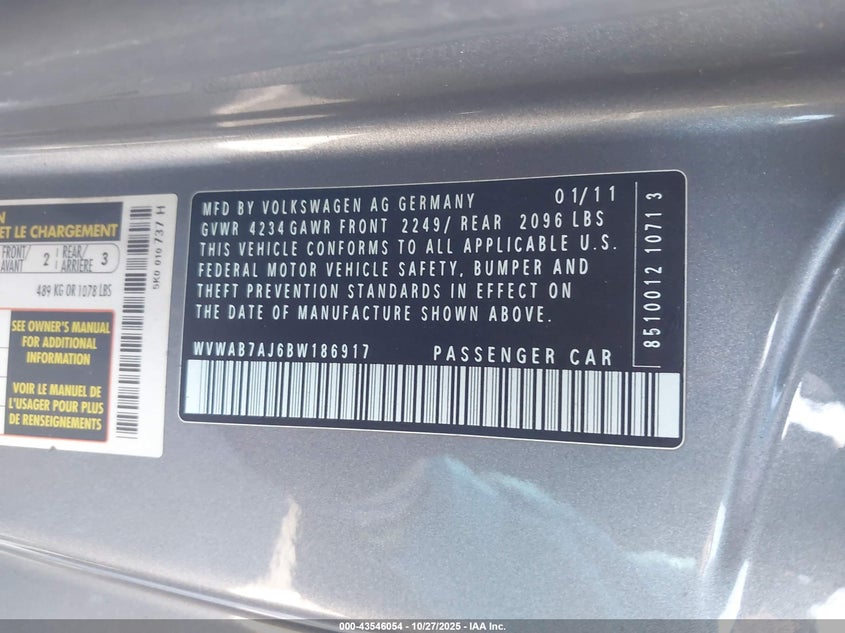 N
ET LE CHARGEMENT
FRONT/
AVANT
2
REAR/
ARRIÈRE
3
489 KG OR 1078 LBS
5K0 010 737 H
SEE OWNER'S MANUAL
FOR ADDITIONAL
INFORMATION
VOIR LE MANUEL DE
L'USAGER POUR PLUS
DE RENSEIGNEMENTS
MFD BY VOLKSWAGEN AG GERMANY 01/11
GVWR 4234 GAWR FRONT 2249/ REAR 2096 LBS
THIS VEHICLE CONFORMS TO ALL APPLICABLE U.S.
FEDERAL MOTOR VEHICLE SAFETY, BUMPER AND
THEFT PREVENTION STANDARDS IN EFFECT ON
THE DATE OF MANUFACTURE SHOWN ABOVE.
WVWAB7AJ6BW186917 PASSENGER CAR
8510012 1071 3
000-43546054 - 10/27/2025 - IAA Inc.